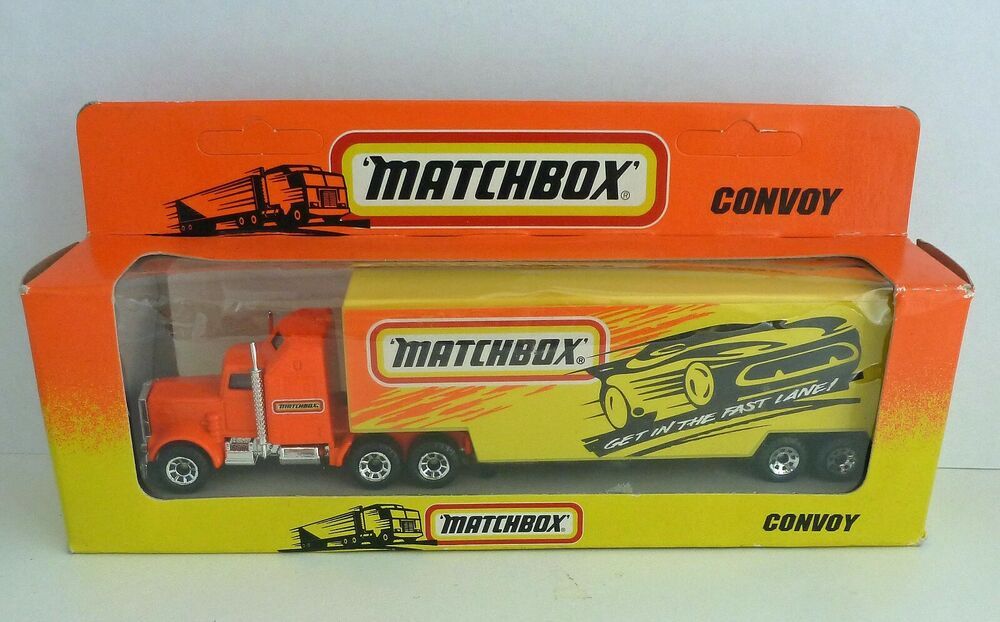 'MATCHBOX'®
CONVOY
'MATCHBOX'®
MATCHBOX
GET IN THE FAST LANE!
'MATCHBOX'®
CONVOY